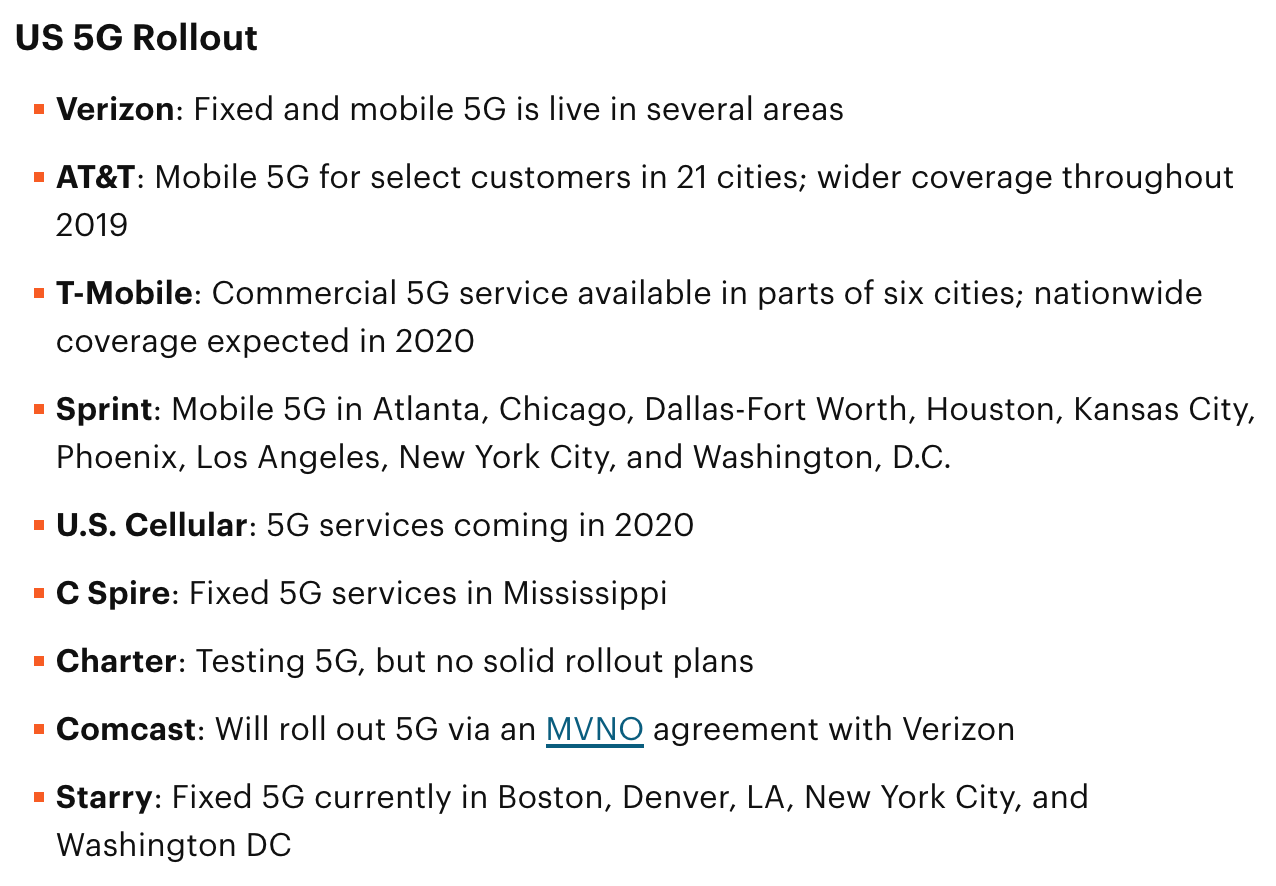 US 5G Rollout
Verizon: Fixed and mobile 5G is live in several areas
AT&T: Mobile 5G for select customers in 21 cities; wider coverage throughout
2019
T-Mobile: Commercial 5G service available in parts of six cities; nationwide
coverage expected in 2020
Sprint: Mobile 5G in Atlanta, Chicago, Dallas-Fort Worth, Houston, Kansas City,
Phoenix, Los Angeles, New York City, and Washington, D.C.
U.S. Cellular: 5G services coming in 2020
C Spire: Fixed 5G services in Mississippi
Charter: Testing 5G, but no solid rollout plans
Comcast: Will roll out 5G via an MVNO agreement with Verizon
Starry: Fixed 5G currently in Boston, Denver, LA, New York City, and
Washington DC